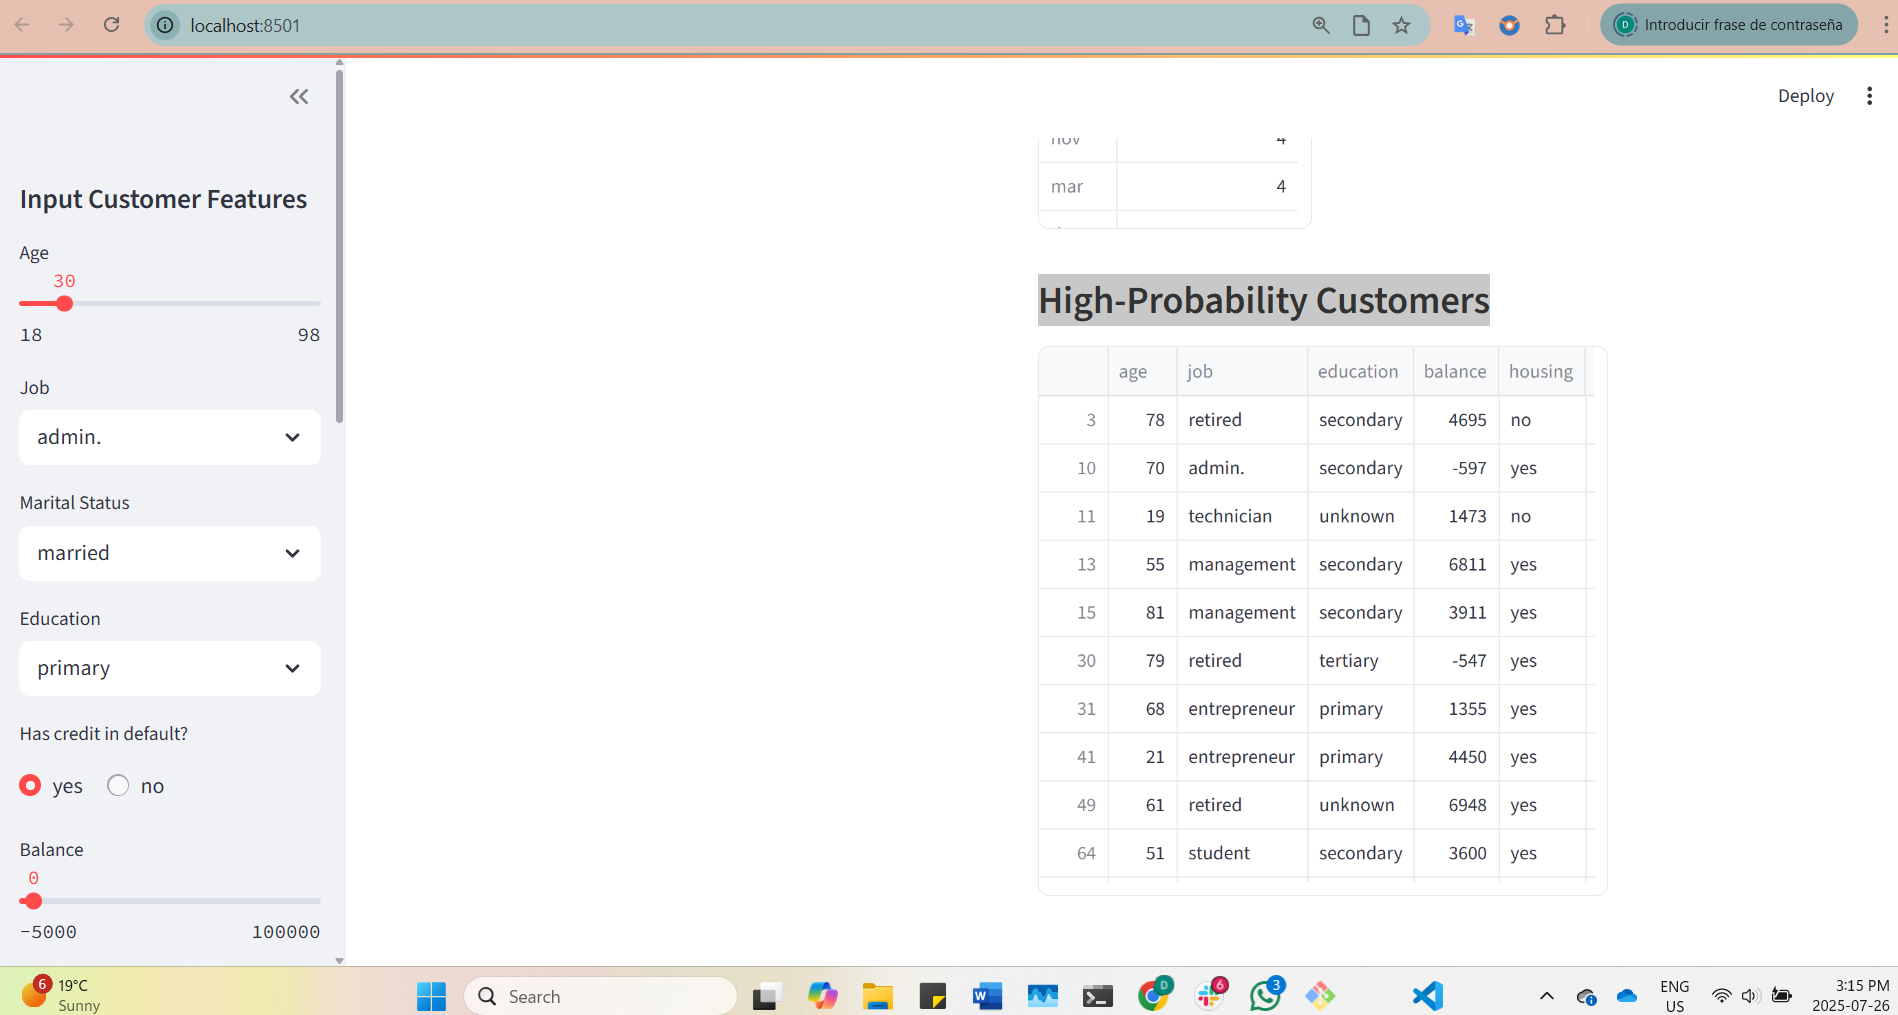 localhost:8501
Introducir frase de contraseña
Deploy
Input Customer Features
Age
30
18 98
Job
admin.
Marital Status
married
Education
primary
Has credit in default?
yes no
Balance
0
-5000 100000
nov 4
mar 4
High-Probability Customers
age job education balance housing
3 78 retired secondary 4695 no
10 70 admin. secondary -597 yes
11 19 technician unknown 1473 no
13 55 management secondary 6811 yes
15 81 management secondary 3911 yes
30 79 retired tertiary -547 yes
31 68 entrepreneur primary 1355 yes
41 21 entrepreneur primary 4450 yes
49 61 retired unknown 6948 yes
64 51 student secondary 3600 yes
6 19°C
Sunny
Search
D
6
3
ENG
US
3:15 PM
2025-07-26